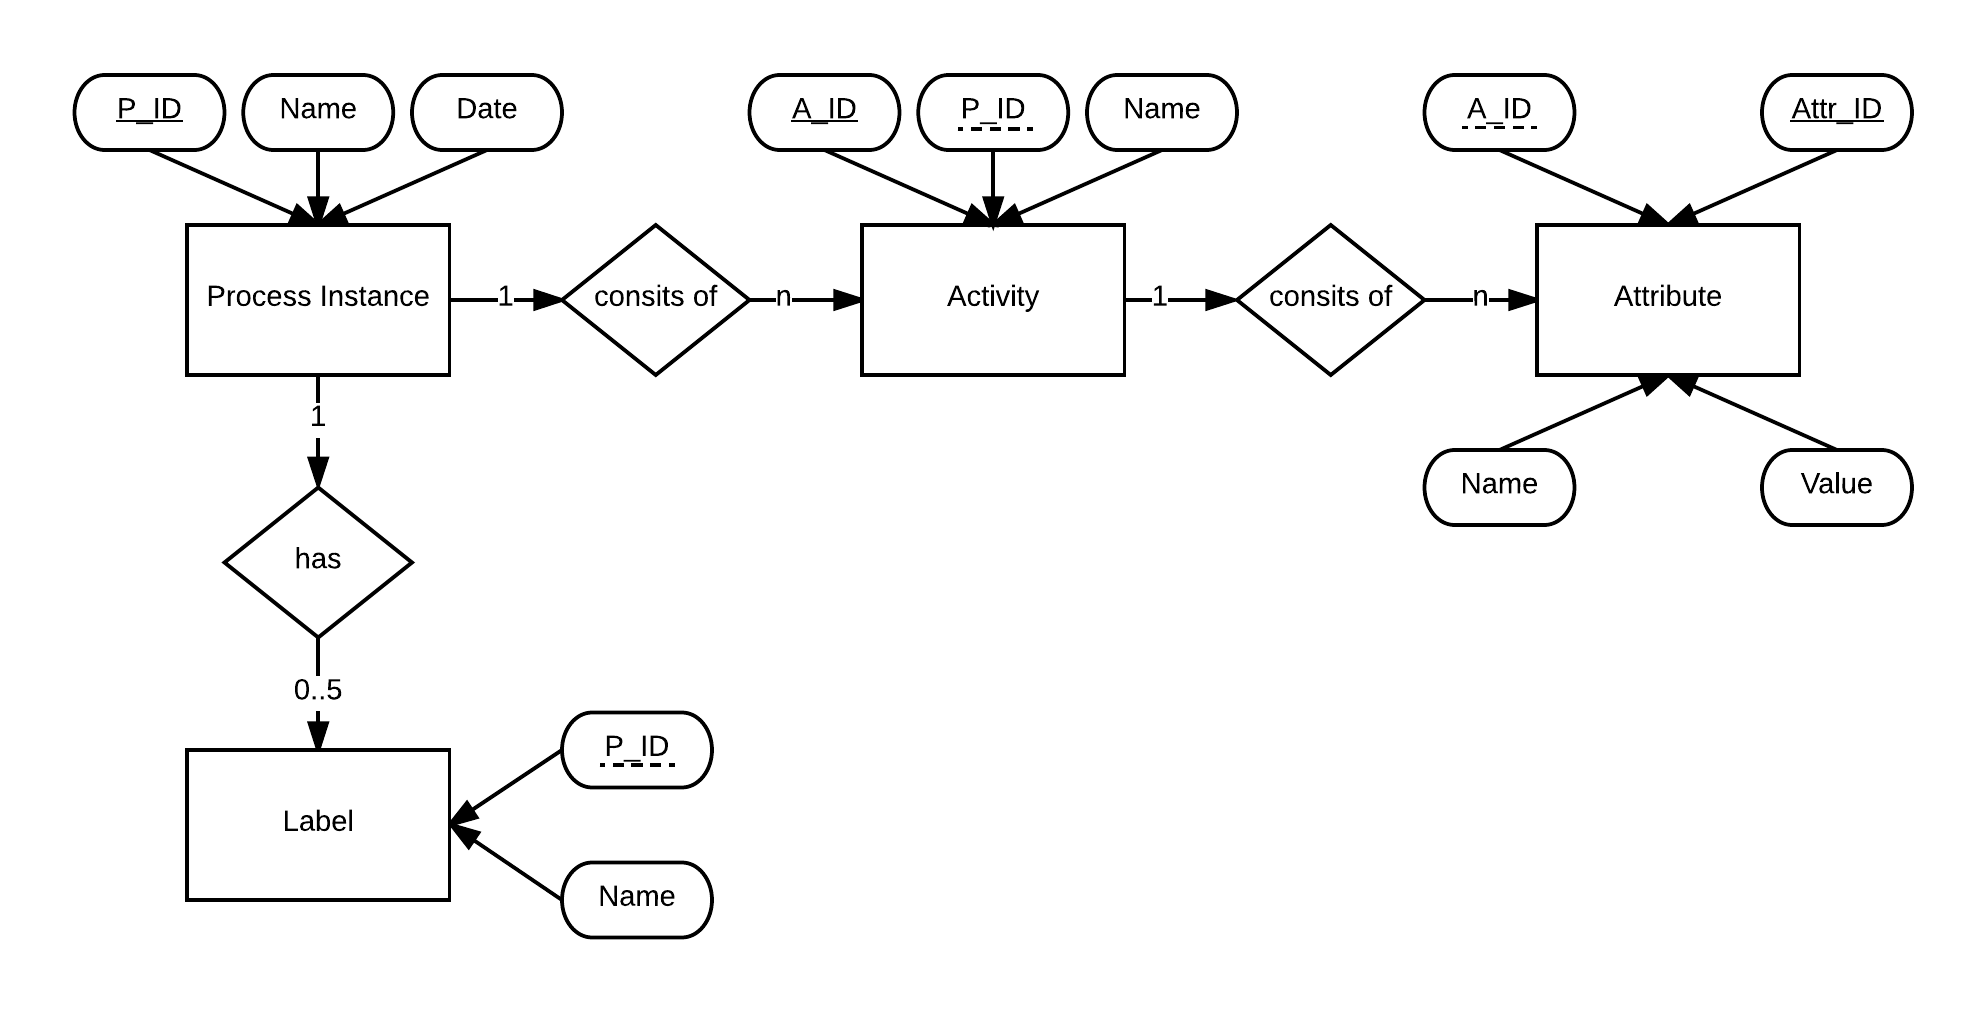 P_ID
Name
Date
A_ID
P_ID
Name
A_ID
Attr_ID
Process Instance
1
consits of
n
Activity
1
consits of
n
Attribute
1
Name
Value
has
0..5
P_ID
Label
Name